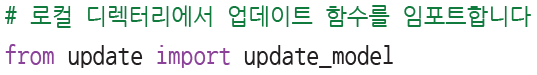 # 로컬 디렉터리에서 업데이트 함수를 임포트합니다
from update import update_model